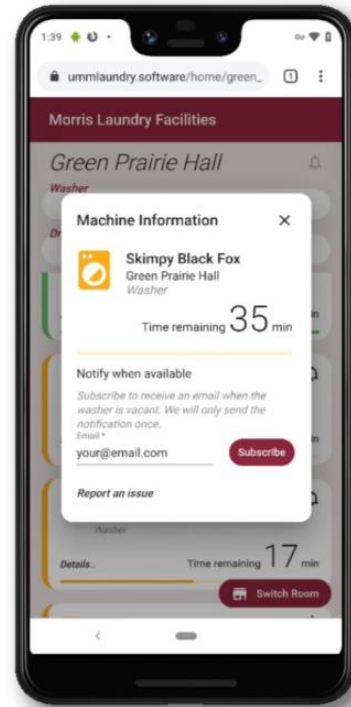 1:39
ummlaundry.software/home/green_
1
Morris Laundry Facilities
Green Prairie Hall
Washer
Machine Information
Skimpy Black Fox
Green Prairie Hall
Washer
Time remaining 35 min
Notify when available
Subscribe to receive an email when the
washer is vacant. We will only send the
notification once.
Email *
your@email.com
Subscribe
Report an issue
Washer
Details..
Time remaining 17 min
Switch Room